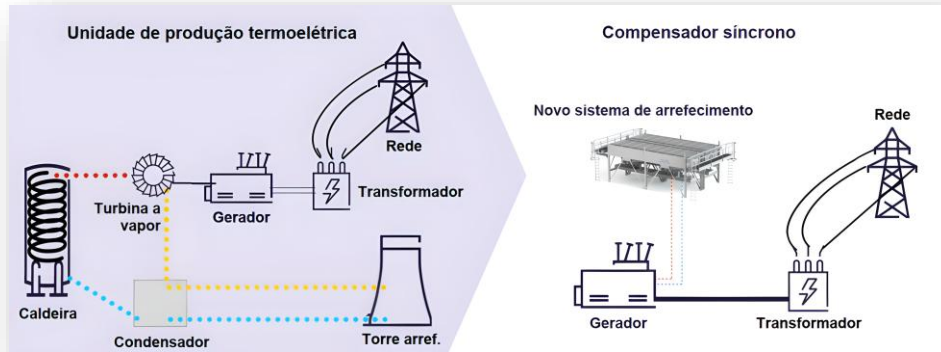 Unidade de produção termoelétrica
Rede
Transformador
Turbina a
vapor
Gerador
Caldeira
Condensador
Torre arref.
Compensador síncrono
Novo sistema de arrefecimento
Rede
Gerador
Transformador